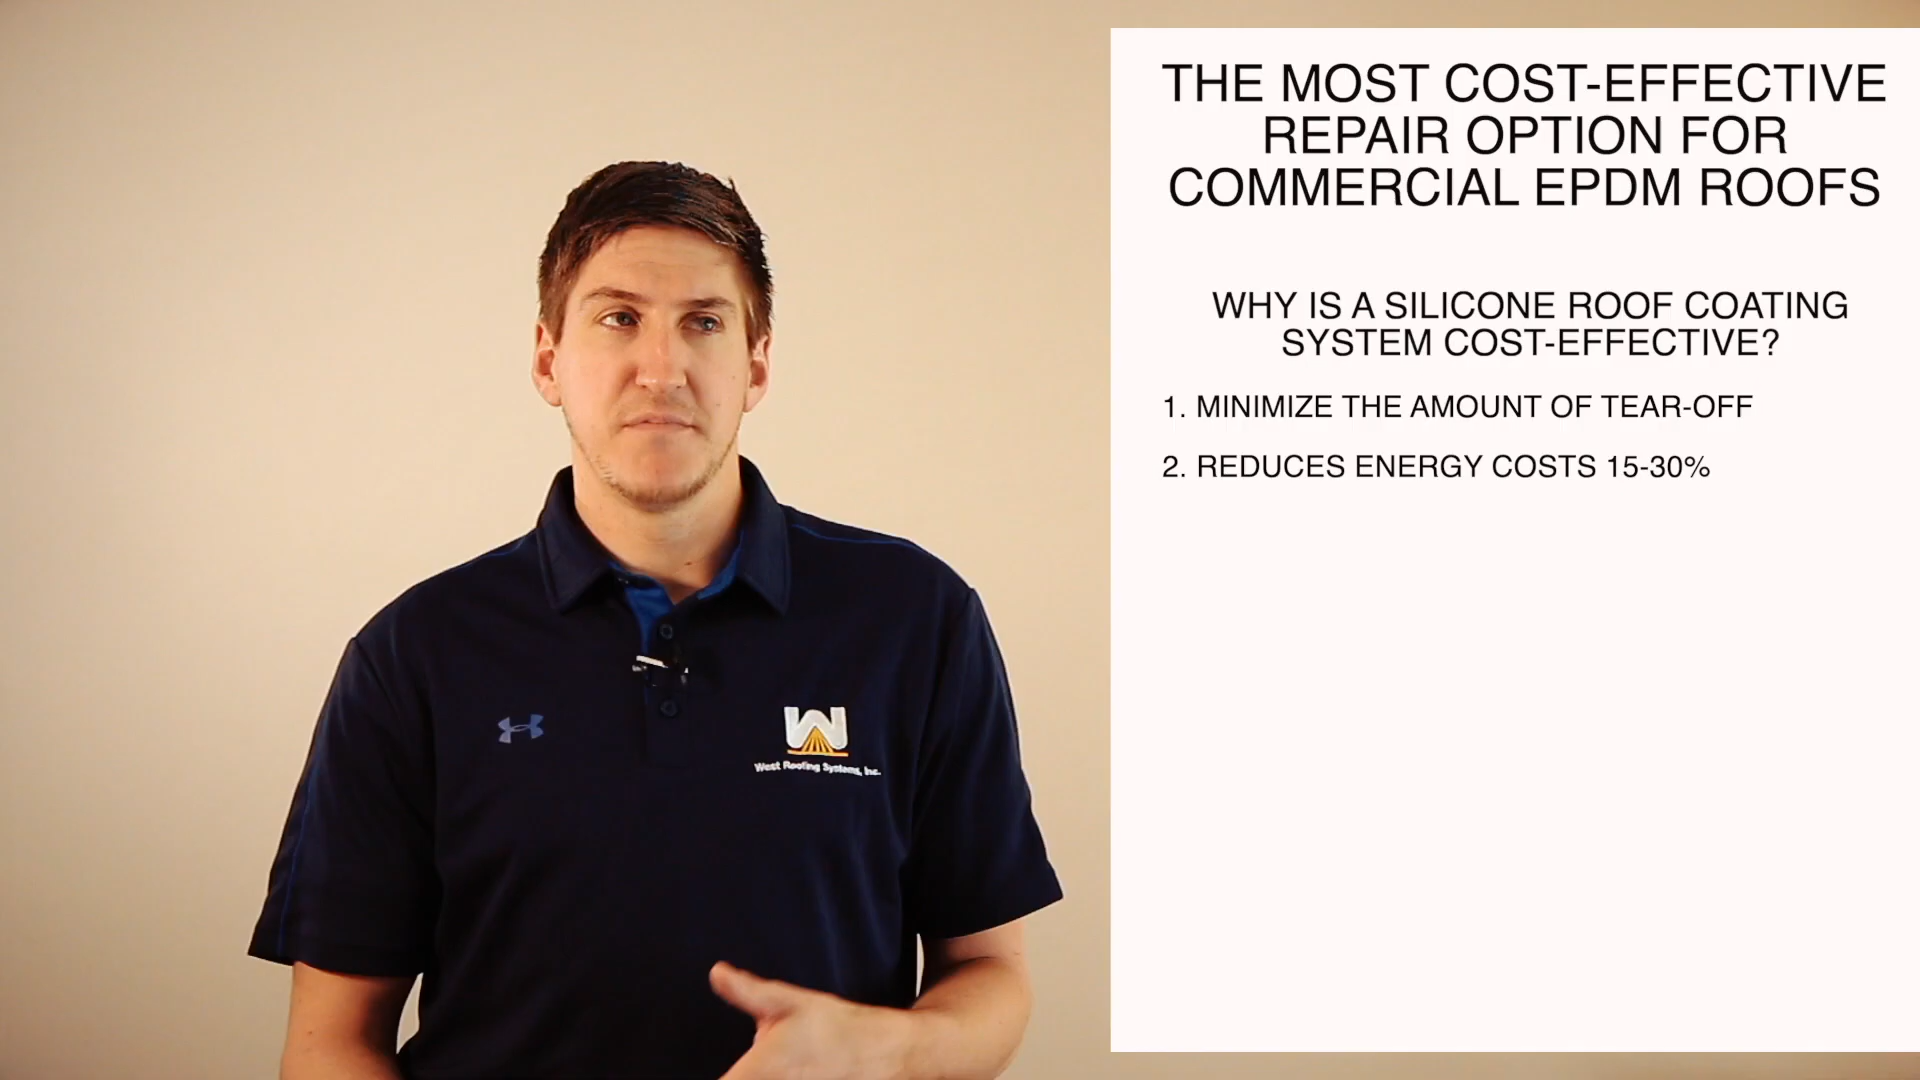 THE MOST COST-EFFECTIVE
REPAIR OPTION FOR
COMMERCIAL EPDM ROOFS
WHY IS A SILICONE ROOF COATING
SYSTEM COST-EFFECTIVE?
1. MINIMIZE THE AMOUNT OF TEAR-OFF
2. REDUCES ENERGY COSTS 15-30%
W
West Roofing Systems, Inc.